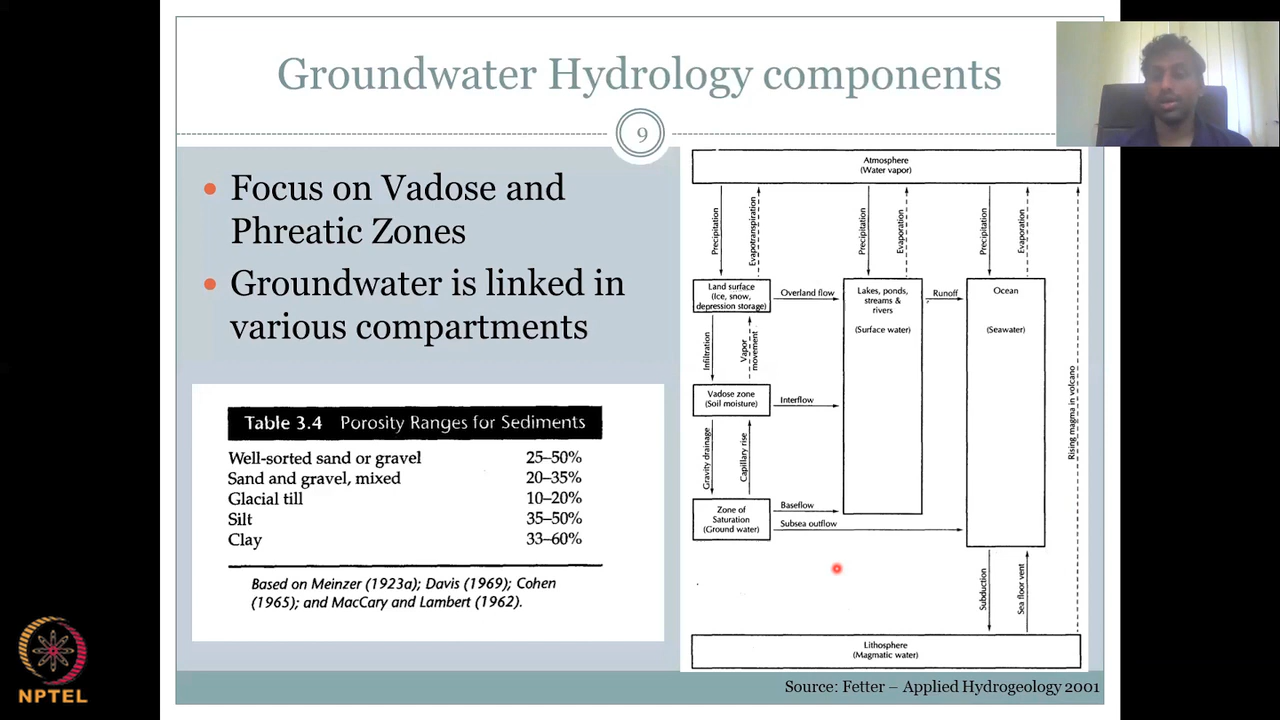 Groundwater Hydrology components
9
• Focus on Vadose and
Phreatic Zones
• Groundwater is linked in
various compartments
Table 3.4 Porosity Ranges for Sediments
Well-sorted sand or gravel 25–50%
Sand and gravel, mixed 20–35%
Glacial till 10–20%
Silt 35–50%
Clay 33–60%
Based on Meinzer (1923a); Davis (1969); Cohen
(1965); and MacCary and Lambert (1962).
Atmosphere
(Water vapor)
Precipitation
Evapotranspiration
Precipitation
Evaporation
Precipitation
Evaporation
Land surface
(Ice, snow,
depression storage)
Overland flow
Lakes, ponds,
streams &
rivers
(Surface water)
Runoff
Ocean
(Seawater)
Infiltration
Vapor
movement
Vadose zone
(Soil moisture)
Interflow
Gravity drainage
Capillary rise
Zone of
Saturation
(Ground water)
Baseflow
Subsea outflow
Rising magma in volcano
Subduction
Sea floor vent
Lithosphere
(Magmatic water)
Source: Fetter – Applied Hydrogeology 2001
NPTEL